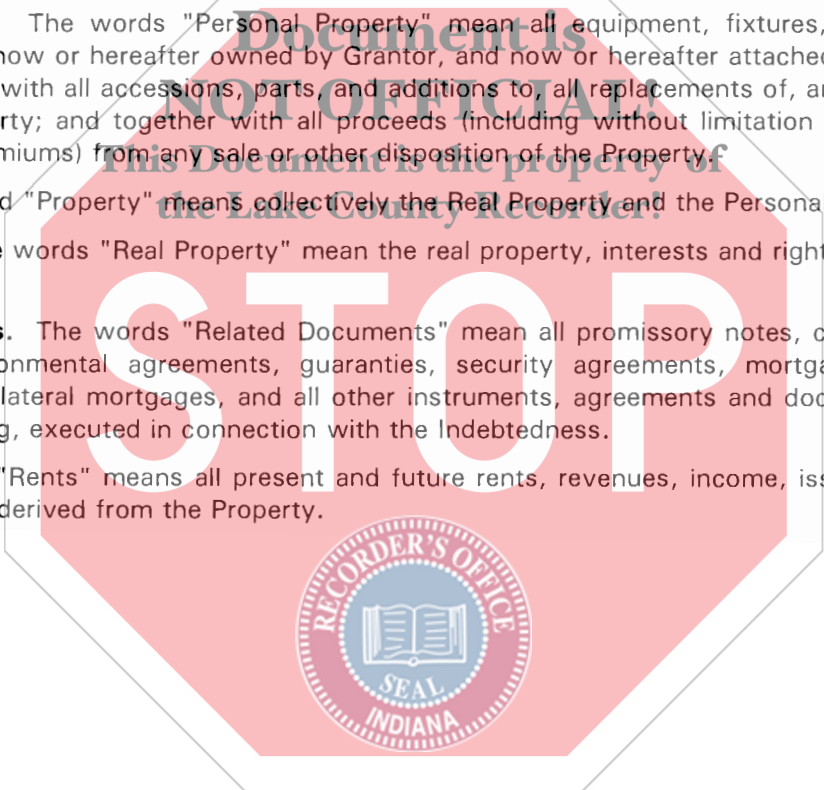 The words "Personal Property" mean all equipment, fixtures,
now or hereafter owned by Grantor, and now or hereafter attached
with all accessions, parts, and additions to, all replacements of, an
rty; and together with all proceeds (including without limitation
miums) from any sale or other disposition of the Property.
d "Property" means collectively the Real Property and the Persona
e words "Real Property" mean the real property, interests and right
s. The words "Related Documents" mean all promissory notes, c
onmental agreements, guaranties, security agreements, mortga
lateral mortgages, and all other instruments, agreements and doc
g, executed in connection with the Indebtedness.
"Rents" means all present and future rents, revenues, income, iss
derived from the Property.
Document is
NOT OFFICIAL!
This Document is the property of
the Lake County Recorder!
STOP
RECORDER'S OFFICE
SEAL
INDIANA